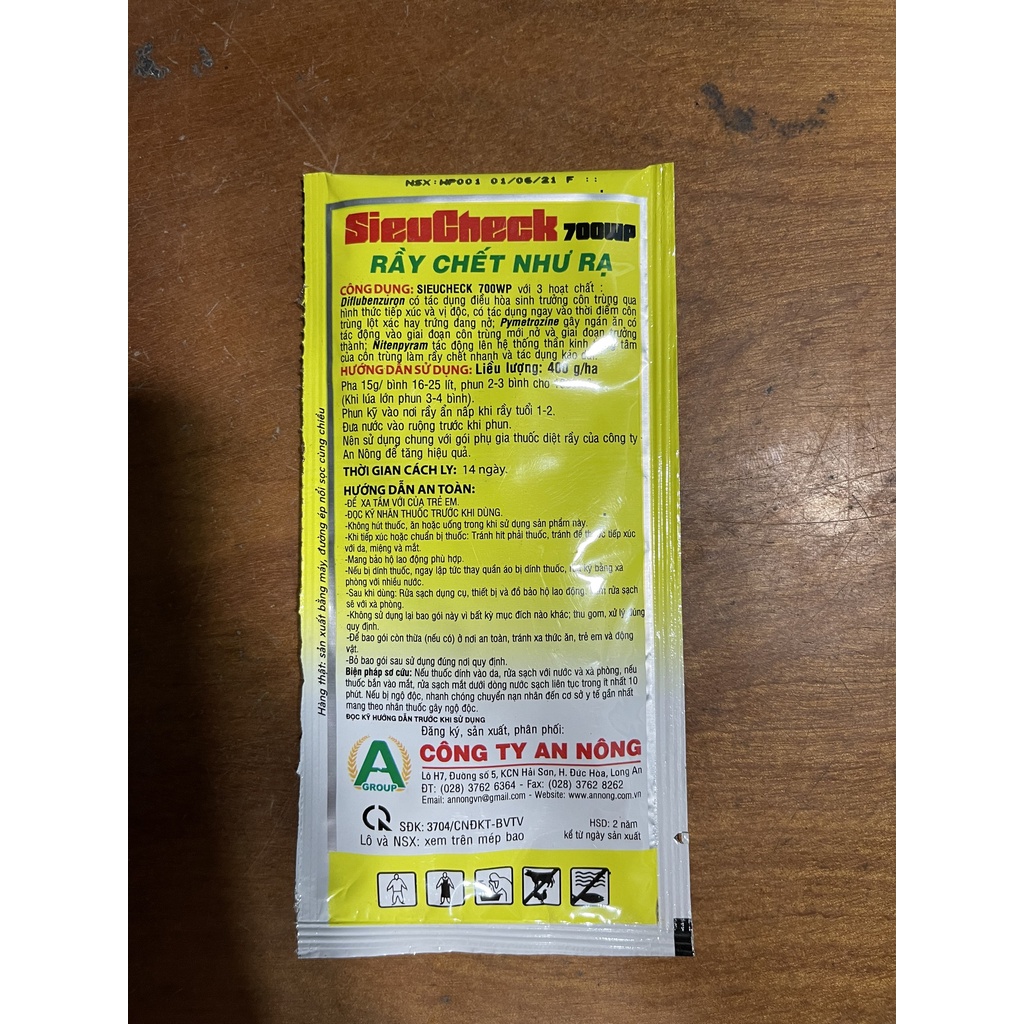 NSX: WP001 01/06/21 F ::
SieuCheck 700WP
RẦY CHẾT NHƯ RẠ
CÔNG DỤNG: SIEUCHECK 700WP với 3 hoạt chất :
Diflubenzuron có tác dụng điều hòa sinh trưởng côn trùng qua
hình thức tiếp xúc và vị độc, có tác dụng ngay vào thời điểm côn
trùng lột xác hay trứng đang nở; Pymetrozine gây ngán ăn có
tác động vào giai đoạn côn trùng mới nở và giai đoạn trưởng
thành; Nitenpyram tác động lên hệ thống thần kinh tâm
của côn trùng làm rầy chết nhanh và tác dụng kéo
HƯỚNG DẪN SỬ DỤNG: Liều lượng: 400 g/ha
Pha 15g/ bình 16-25 lít, phun 2-3 bình cho
(Khi lúa lớn phun 3-4 bình).
Phun kỹ vào nơi rầy ẩn nấp khi rầy tuổi 1-2.
Đưa nước vào ruộng trước khi phun.
Nên sử dụng chung với gói phụ gia thuốc diệt rầy của công ty
An Nông để tăng hiệu quả.
THỜI GIAN CÁCH LY: 14 ngày.
HƯỚNG DẪN AN TOÀN:
-ĐỂ XA TẦM VỚI CỦA TRẺ EM.
-ĐỌC KỸ NHÃN THUỐC TRƯỚC KHI DÙNG.
-Không hút thuốc, ăn hoặc uống trong khi sử dụng sản phẩm này.
-Khi tiếp xúc hoặc chuẩn bị thuốc: Tránh hít phải thuốc, tránh để thuốc tiếp xúc
với da, miệng và mắt.
-Mang bảo hộ lao động phù hợp.
-Nếu bị dính thuốc, ngay lập tức thay quần áo bị dính thuốc, kỹ bằng xà
phòng với nhiều nước.
-Sau khi dùng: Rửa sạch dụng cụ, thiết bị và đồ bảo hộ lao động. rửa sạch
sẽ với xà phòng.
-Không sử dụng lại bao gói này vì bất kỳ mục đích nào khác; thu gom, xử lý đúng
quy định.
-Để bao gói còn thừa (nếu có) ở nơi an toàn, tránh xa thức ăn, trẻ em và động
vật.
-Bỏ bao gói sau sử dụng đúng nơi quy định.
Biện pháp sơ cứu: Nếu thuốc dính vào da, rửa sạch với nước và xà phòng, nếu
thuốc bắn vào mắt, rửa sạch mắt dưới dòng nước sạch liên tục trong ít nhất 10
phút. Nếu bị ngộ độc, nhanh chóng chuyển nạn nhân đến cơ sở y tế gần nhất
mang theo nhãn thuốc gây ngộ độc.
ĐỌC KỸ HƯỚNG DẪN TRƯỚC KHI SỬ DỤNG
Đăng ký, sản xuất, phân phối:
A GROUP
CÔNG TY AN NÔNG
Lô H7, Đường số 5, KCN Hải Sơn, H. Đức Hòa, Long An
ĐT: (028) 3762 6364 - Fax: (028) 3762 8262
Email: annongvn@gmail.com - Website: www.annong.com.vn
SĐK: 3704/CNĐKT-BVTV
Lô và NSX: xem trên mép bao
HSD: 2 năm
kể từ ngày sản xuất
Hàng thật: sản xuất bằng máy, đường ép nổi sọc cùng chiều